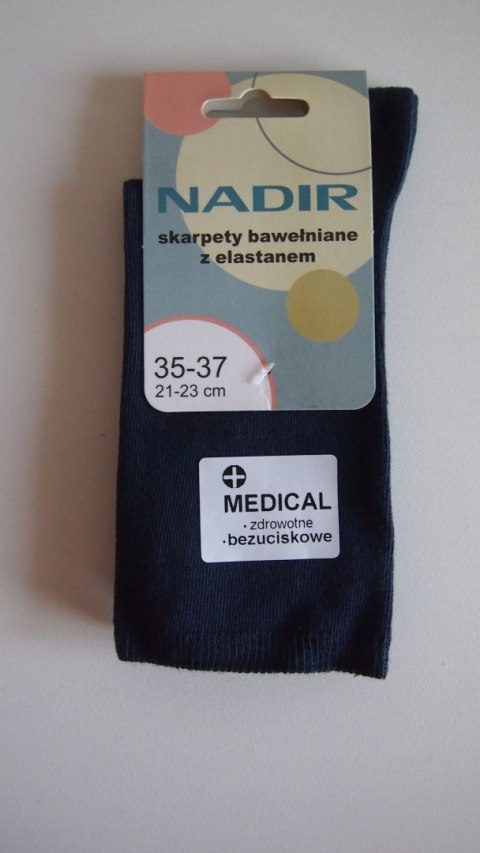 NADIR
skarpety bawełniane
z elastanem
35-37
21-23 cm
MEDICAL
· zdrowotne
· bezuciskowe